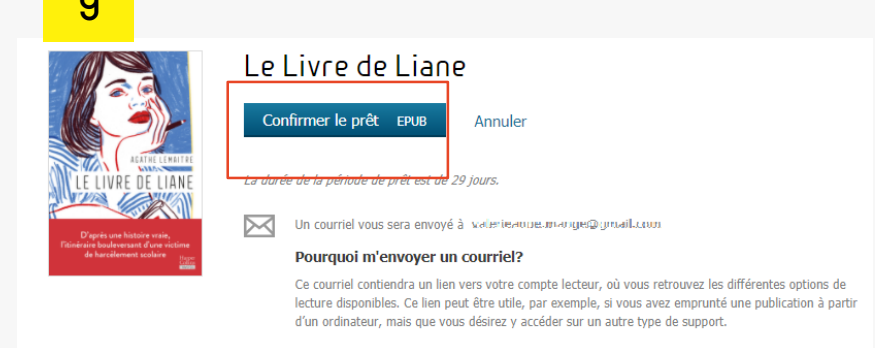 9
Le Livre de Liane
Confirmer le prêt EPUB Annuler
La durée de la période de prêt est de 29 jours.
Un courriel vous sera envoyé à
Pourquoi m'envoyer un courriel?
Ce courriel contiendra un lien vers votre compte lecteur, où vous retrouvez les différentes options de
lecture disponibles. Ce lien peut être utile, par exemple, si vous avez emprunté une publication à partir
d'un ordinateur, mais que vous désirez y accéder sur un autre type de support.
AGATHE LEMAITRE
LE LIVRE DE LIANE
D'après une histoire vraie,
l'itinéraire bouleversant d'une victime
de harcèlement scolaire